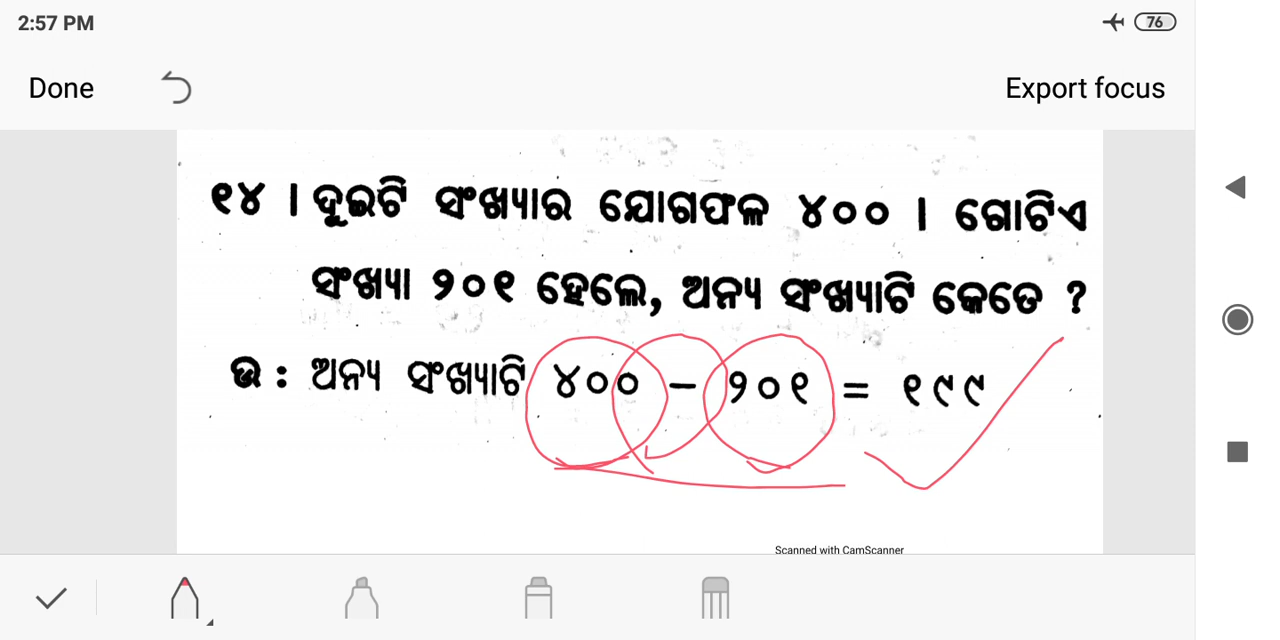 2:57 PM
76
Done
Export focus
୧୪ । ଦୁଇଟି ସଂଖ୍ୟାର ଯୋଗଫଳ ୪୦୦ । ଗୋଟିଏ
ସଂଖ୍ୟା ୨୦୧ ହେଲେ, ଅନ୍ୟ ସଂଖ୍ୟାଟି କେତେ ?
ଉ : ଅନ୍ୟ ସଂଖ୍ୟାଟି ୪୦୦ – ୨୦୧ = ୧୯୯
Scanned with CamScanner